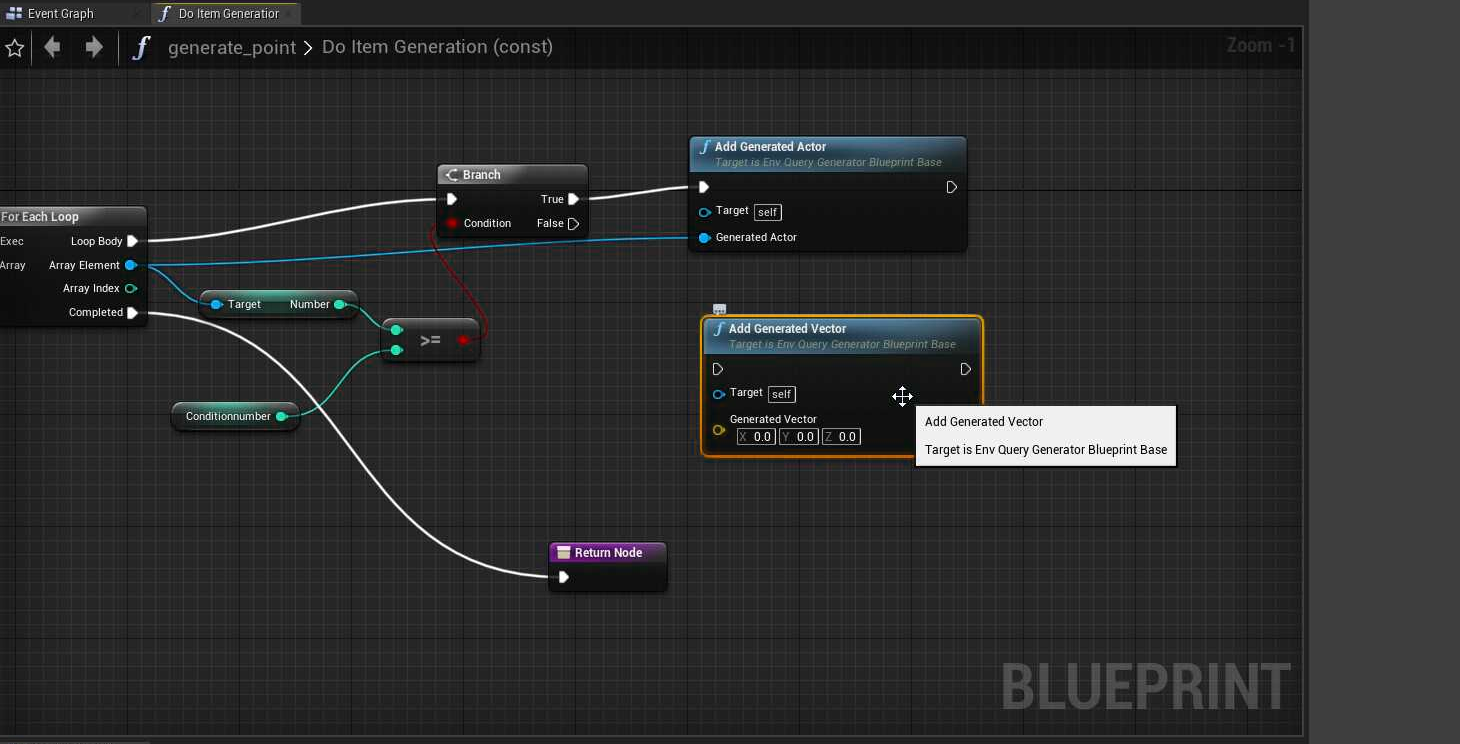 Event Graph
Do Item Generation
generate_point > Do Item Generation (const)
Zoom -1
Add Generated Actor
Target is Env Query Generator Blueprint Base
Target self
Generated Actor
Branch
True
Condition False
For Each Loop
Exec Loop Body
Array Array Element
Array Index
Completed
Target Number
>=
Conditionnumber
Add Generated Vector
Target is Env Query Generator Blueprint Base
Target self
Generated Vector
X 0.0 Y 0.0 Z 0.0
Add Generated Vector
Target is Env Query Generator Blueprint Base
Return Node
BLUEPRINT